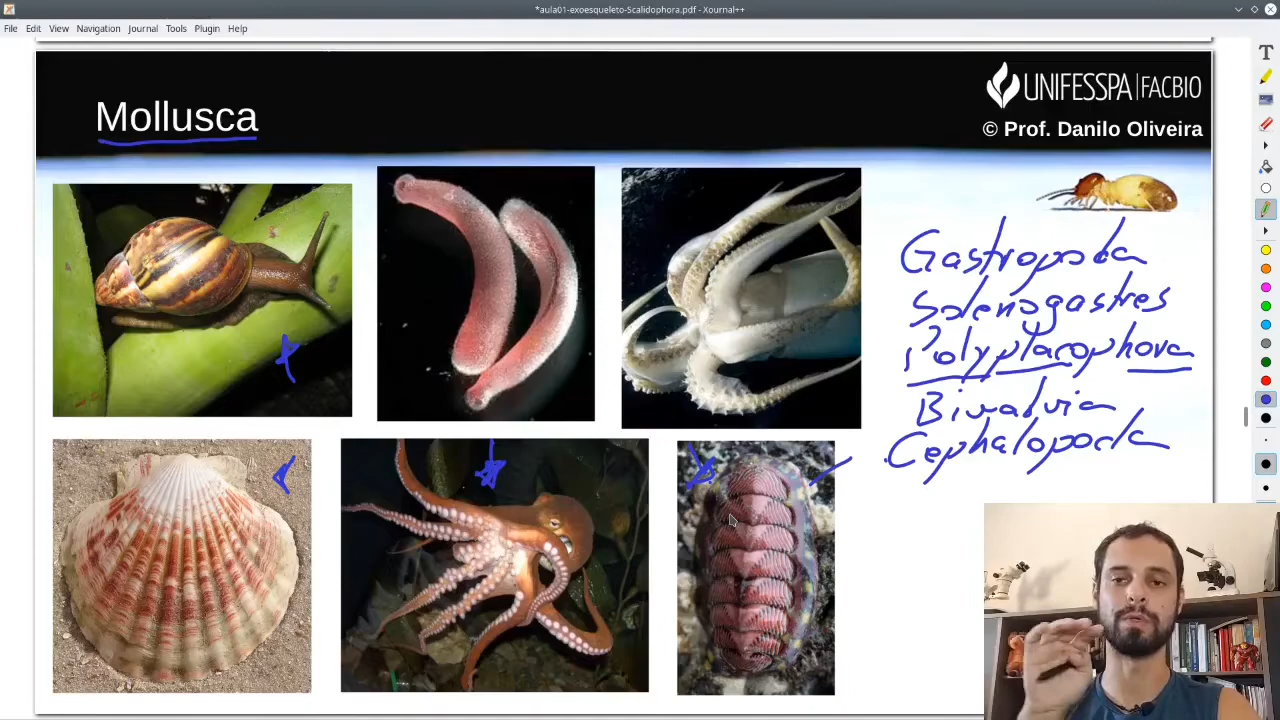 *aula01-exoesqueleto-Scalidophora.pdf - Xournal++
File Edit View Navigation Journal Tools Plugin Help
Mollusca
UNIFESSPA|FACBIO
© Prof. Danilo Oliveira
Gastropoda
Solenogastres
Polyplacophora
Bivalvia
Cephalopoda